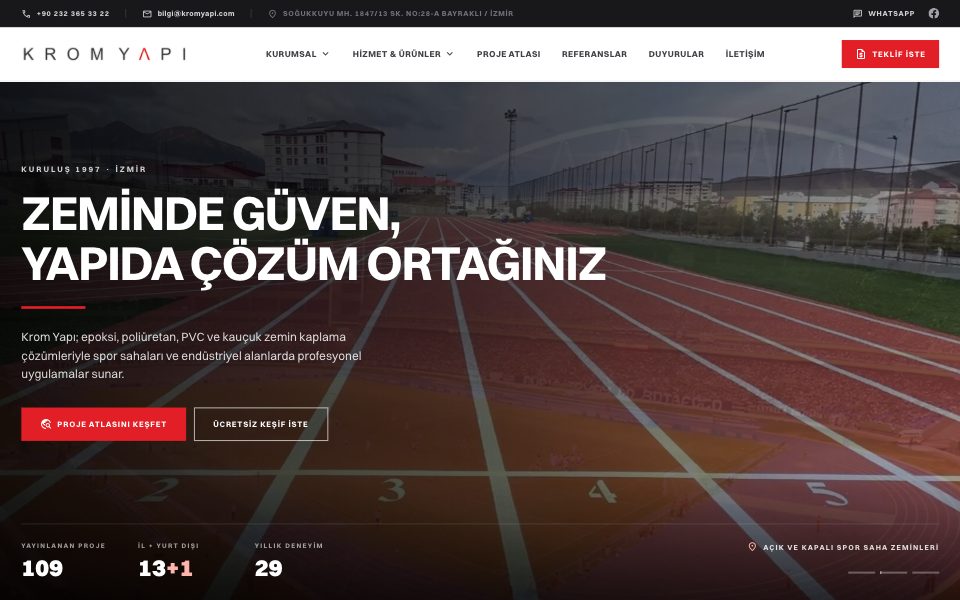 +90 232 365 33 22
bilgi@kromyapi.com
SOĞUKKUYU MH. 1847/13 SK. NO:28-A BAYRAKLI / İZMİR
WHATSAPP
KROMYAPI
KURUMSAL
HİZMET & ÜRÜNLER
PROJE ATLASI
REFERANSLAR
DUYURULAR
İLETİŞİM
TEKLİF İSTE
KURULUŞ 1997 · İZMİR
ZEMİNDE GÜVEN,
YAPIDA ÇÖZÜM ORTAĞINIZ
Krom Yapı; epoksi, poliüretan, PVC ve kauçuk zemin kaplama
çözümleriyle spor sahaları ve endüstriyel alanlarda profesyonel
uygulamalar sunar.
PROJE ATLASINI KEŞFET
ÜCRETSİZ KEŞİF İSTE
2 3 4 5
YAYINLANAN PROJE
109
İL + YURT DIŞI
13+1
YILLIK DENEYİM
29
AÇIK VE KAPALI SPOR SAHA ZEMİNLERİ